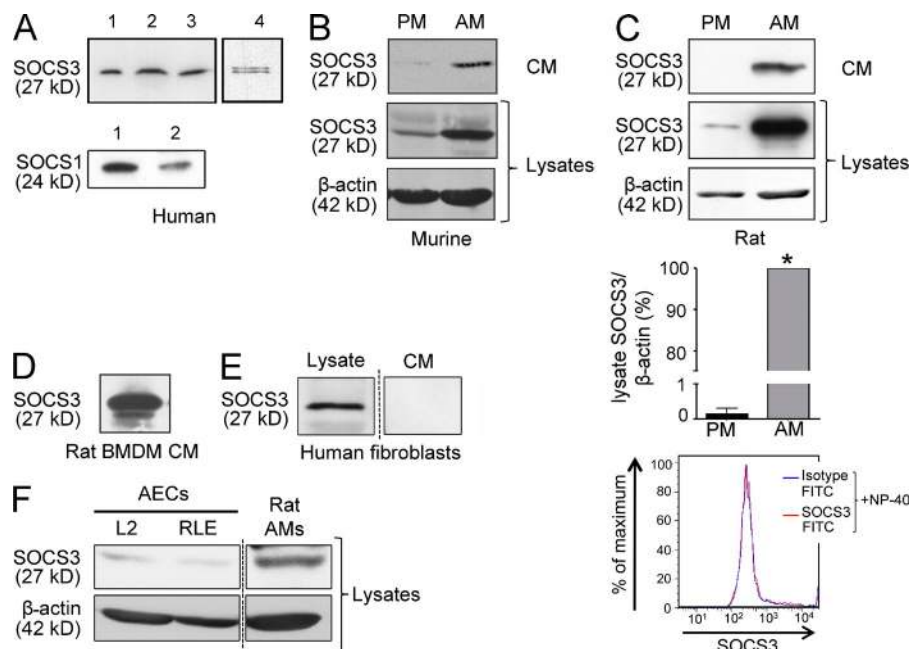 A
1 2 3 4
SOCS3
(27 kD)
1 2
SOCS1
(24 kD)
Human
B
PM AM
SOCS3
(27 kD)
CM
SOCS3
(27 kD)
Lysates
β-actin
(42 kD)
Murine
C
PM AM
SOCS3
(27 kD)
CM
SOCS3
(27 kD)
Lysates
β-actin
(42 kD)
Rat
lysate SOCS3/
β-actin (%)
100
80
1
0
*
PM AM
D
SOCS3
(27 kD)
Rat BMDM CM
E
Lysate CM
SOCS3
(27 kD)
Human fibroblasts
F
AECs
L2 RLE
Rat
AMs
SOCS3
(27 kD)
β-actin
(42 kD)
Lysates
% of maximum
100
80
60
40
20
0
Isotype
FITC
SOCS3
FITC
+NP-40
10¹ 10² 10³ 10⁴
SOCS3